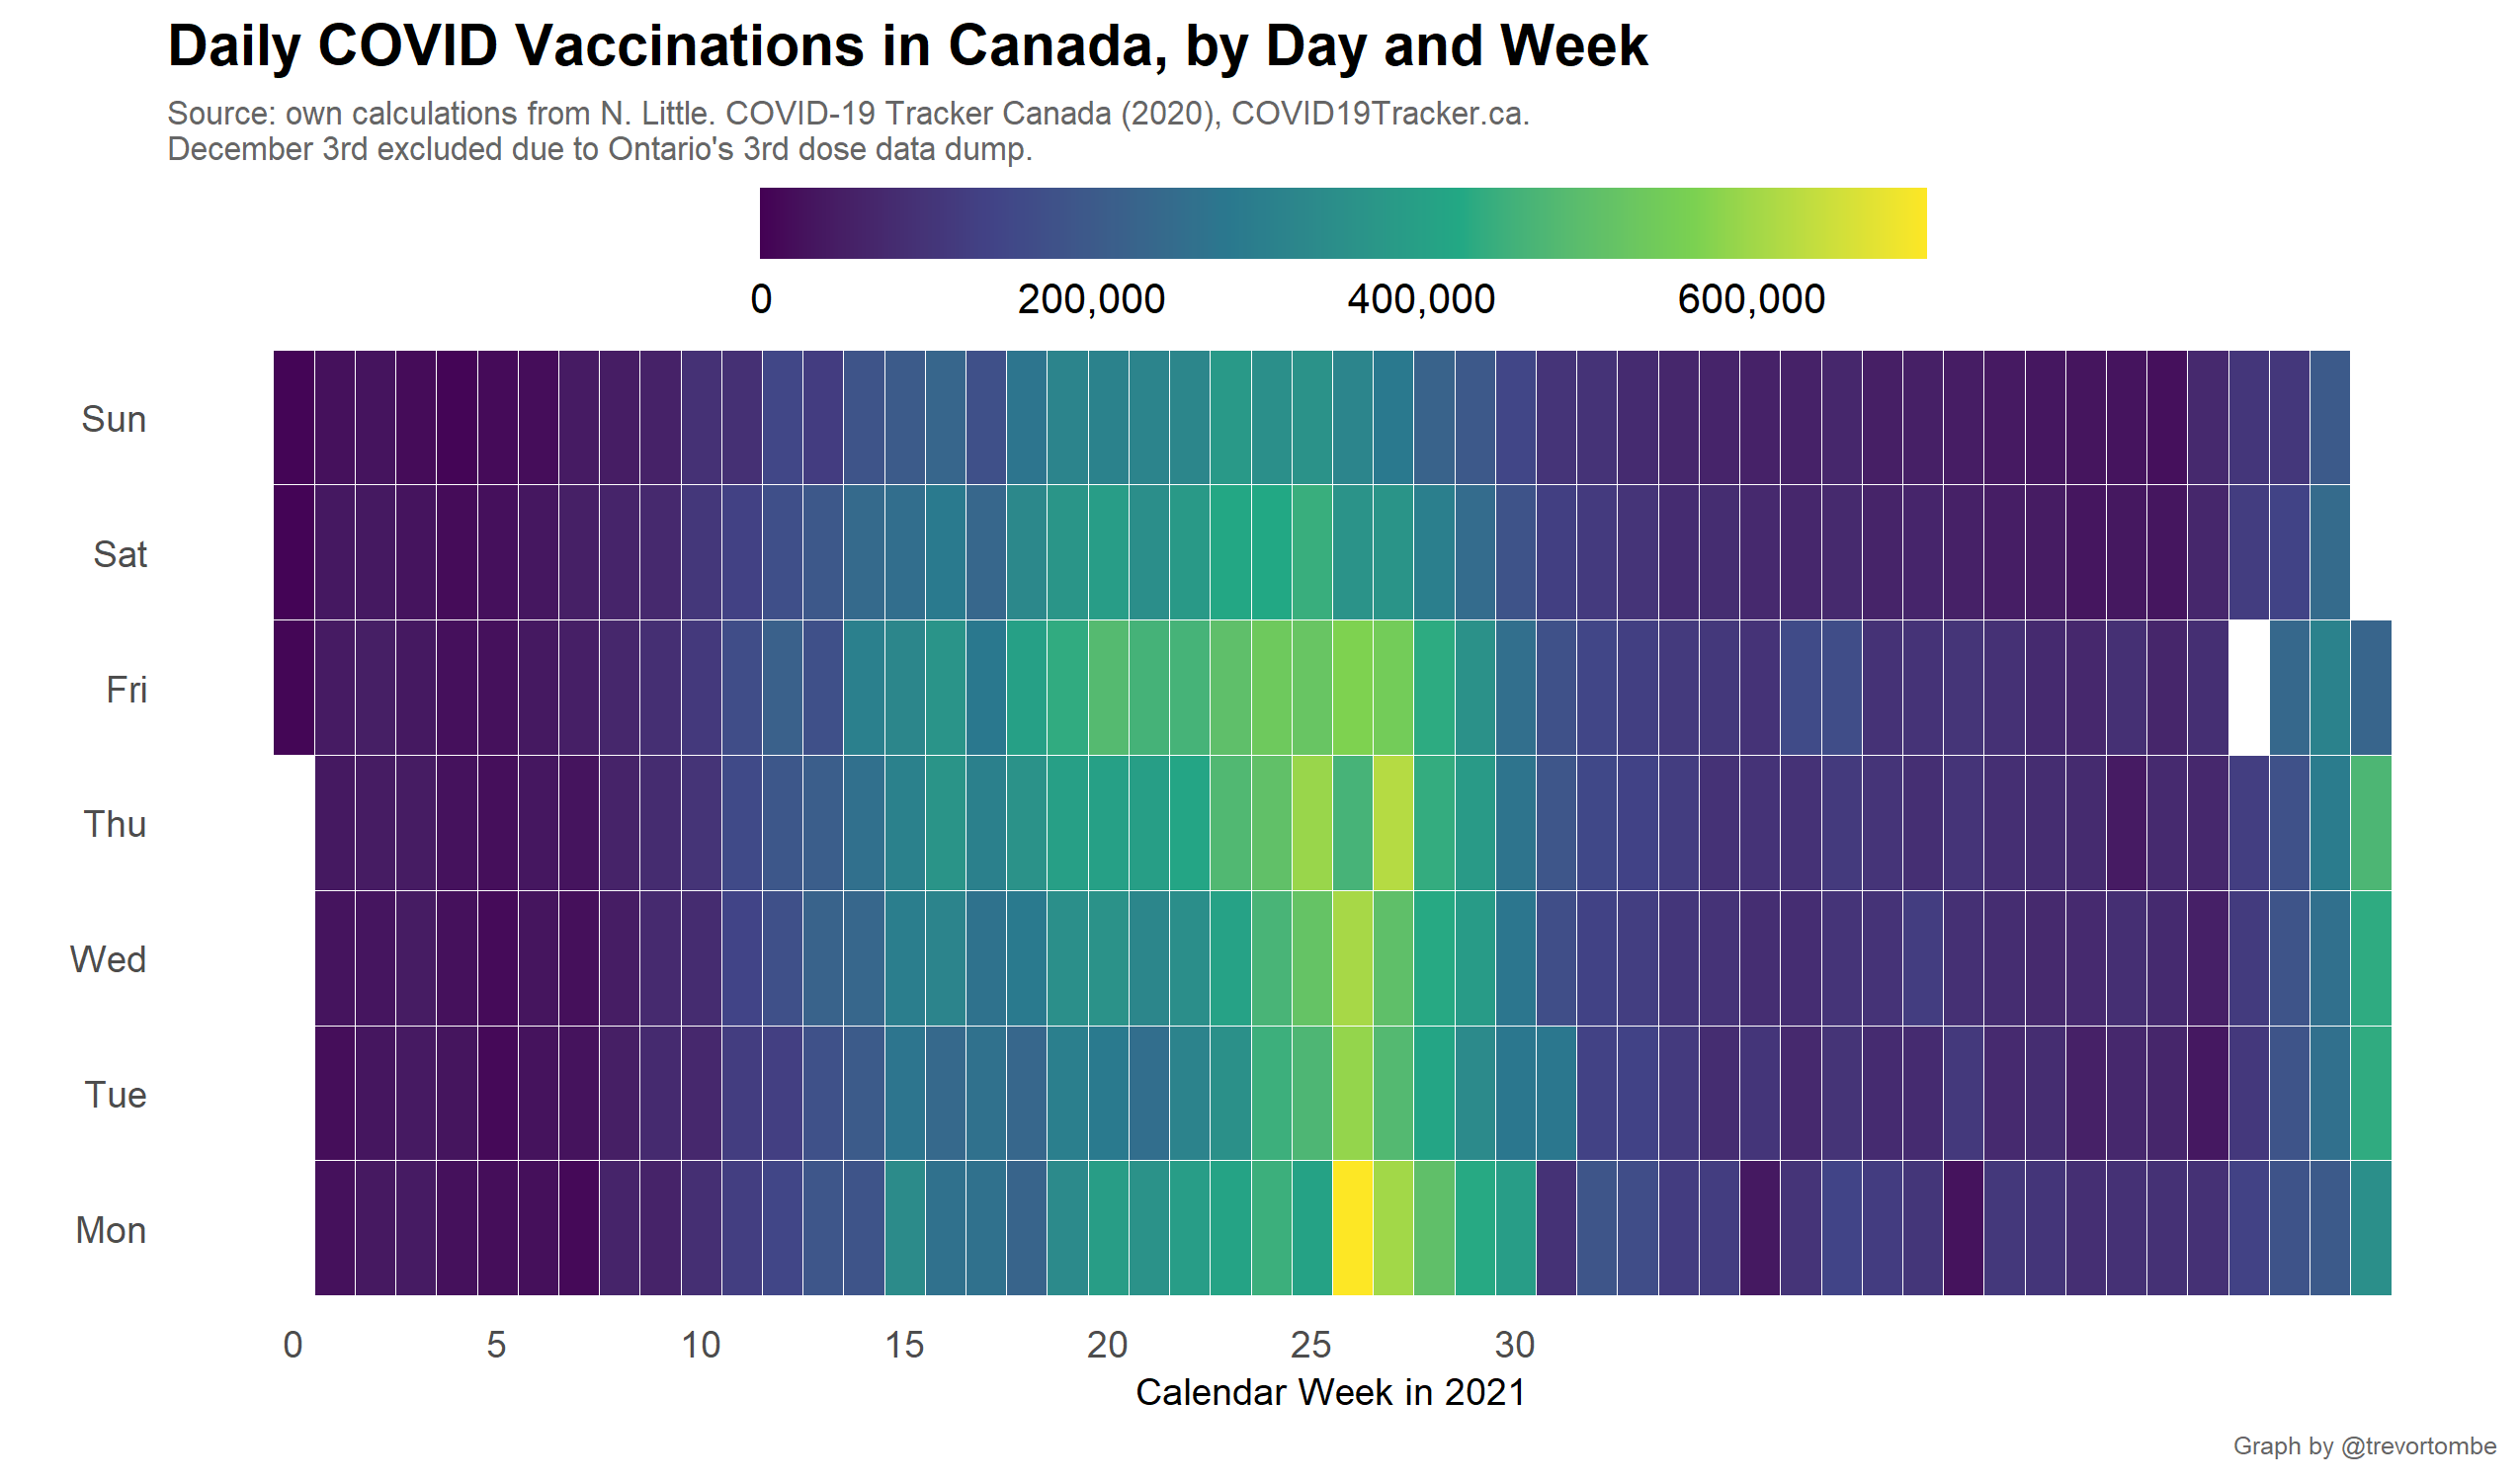 Daily COVID Vaccinations in Canada, by Day and Week
Source: own calculations from N. Little. COVID-19 Tracker Canada (2020), COVID19Tracker.ca.
December 3rd excluded due to Ontario's 3rd dose data dump.
0 200,000 400,000 600,000
Sun
Sat
Fri
Thu
Wed
Tue
Mon
0 5 10 15 20 25 30
Calendar Week in 2021
Graph by @trevortombe